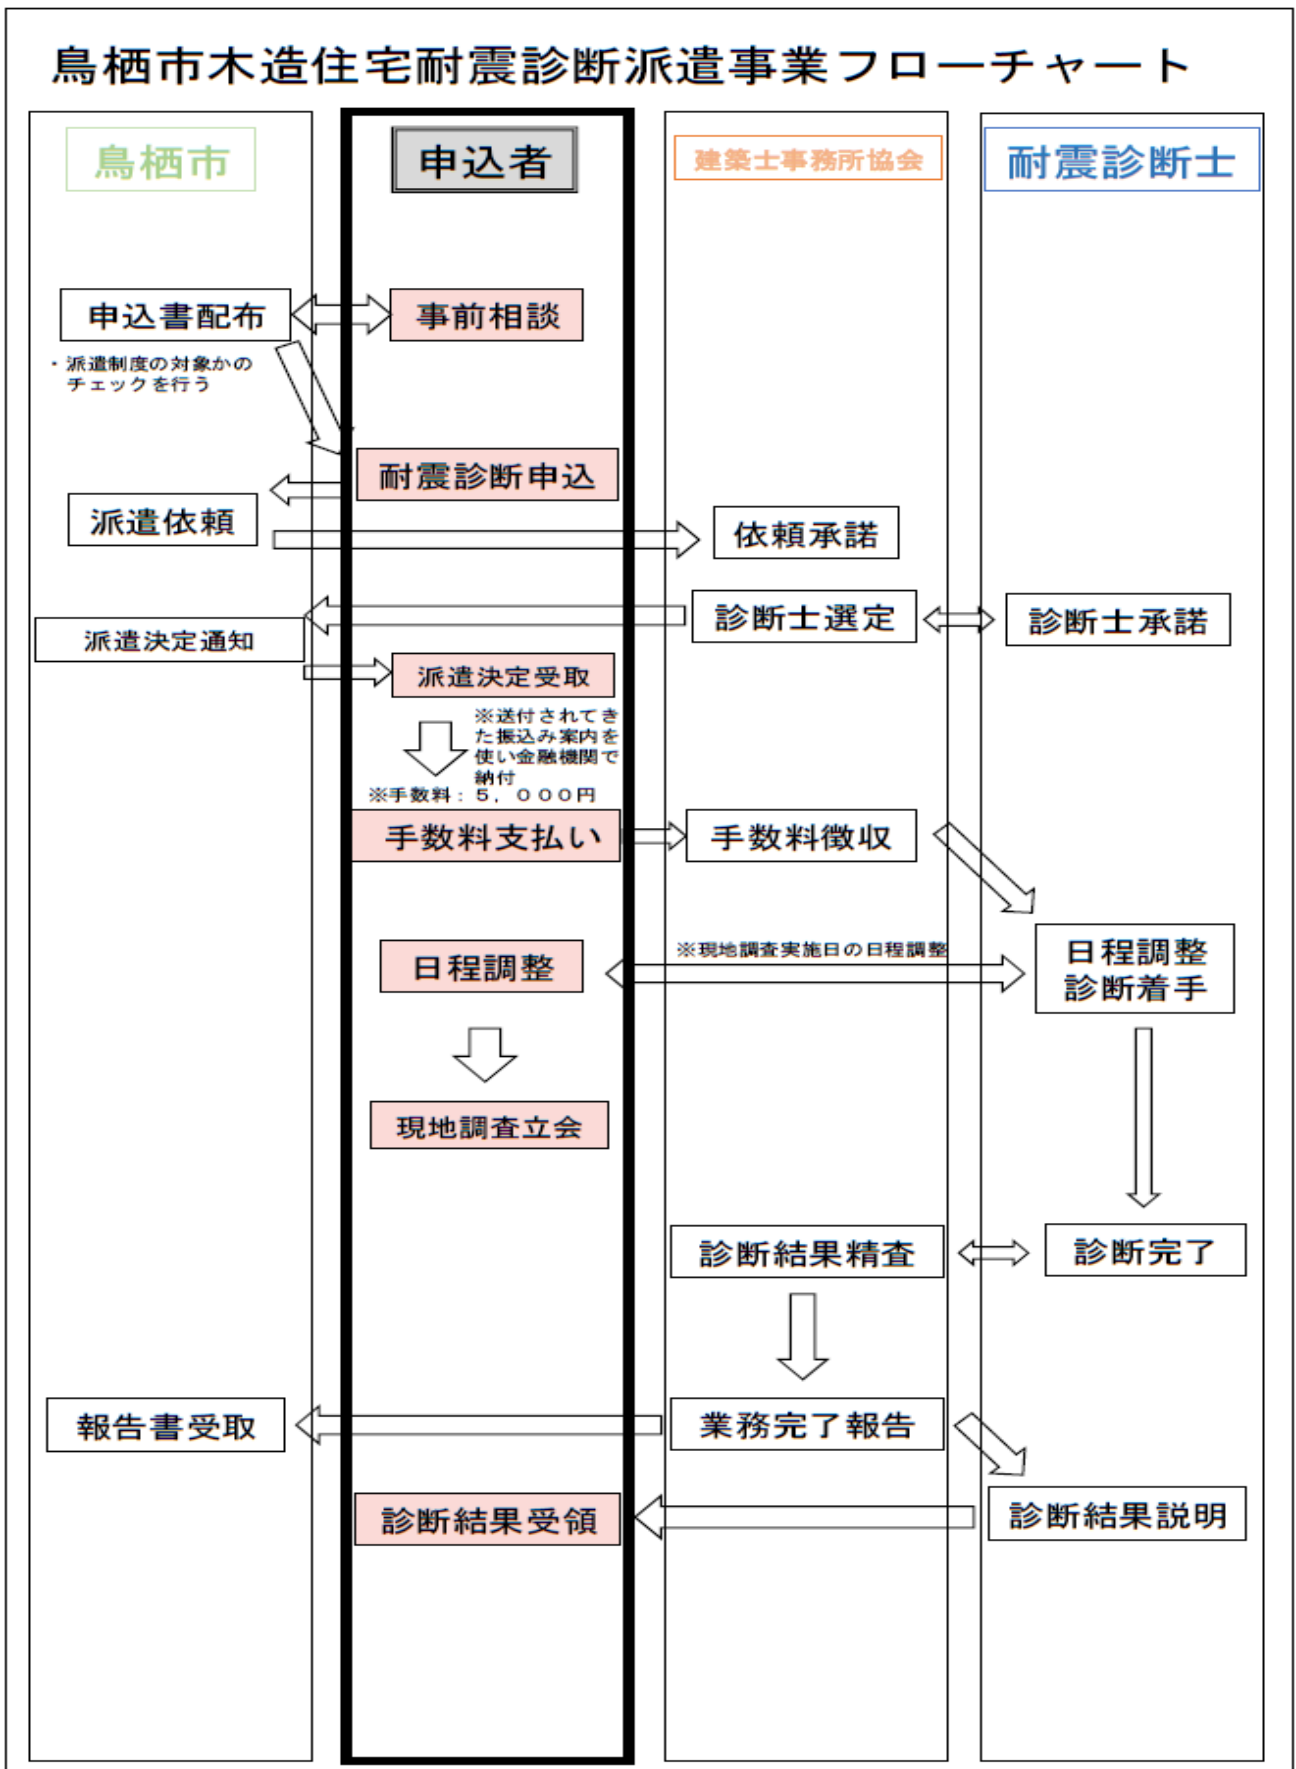 鳥栖市木造住宅耐震診断派遣事業フローチャート
鳥栖市
申込者
建築士事務所協会
耐震診断士
申込書配布
事前相談
・派遣制度の対象かの
チェックを行う
耐震診断申込
派遣依頼
依頼承諾
診断士選定
診断士承諾
派遣決定通知
派遣決定受取
※送付されてき
た振込み案内を
使い金融機関で
納付
※手数料：５，０００円
手数料支払い
手数料徴収
※現地調査実施日の日程調整
日程調整
日程調整
診断着手
現地調査立会
診断結果精査
診断完了
報告書受取
業務完了報告
診断結果受領
診断結果説明